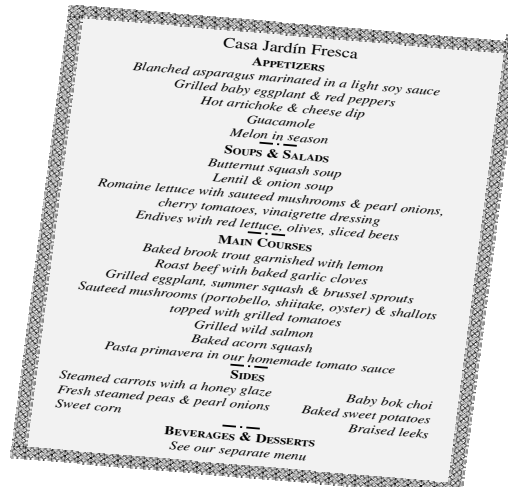 Casa Jardín Fresca
APPETIZERS
Blanched asparagus marinated in a light soy sauce
Grilled baby eggplant & red peppers
Hot artichoke & cheese dip
Guacamole
Melon in season
SOUPS & SALADS
Butternut squash soup
Lentil & onion soup
Romaine lettuce with sauteed mushrooms & pearl onions,
cherry tomatoes, vinaigrette dressing
Endives with red lettuce, olives, sliced beets
MAIN COURSES
Baked brook trout garnished with lemon
Roast beef with baked garlic cloves
Grilled eggplant, summer squash & brussel sprouts
Sauteed mushrooms (portobello, shiitake, oyster) & shallots
topped with grilled tomatoes
Grilled wild salmon
Baked acorn squash
Pasta primavera in our homemade tomato sauce
SIDES
Steamed carrots with a honey glaze
Fresh steamed peas & pearl onions
Sweet corn
Baby bok choi
Baked sweet potatoes
Braised leeks
BEVERAGES & DESSERTS
See our separate menu